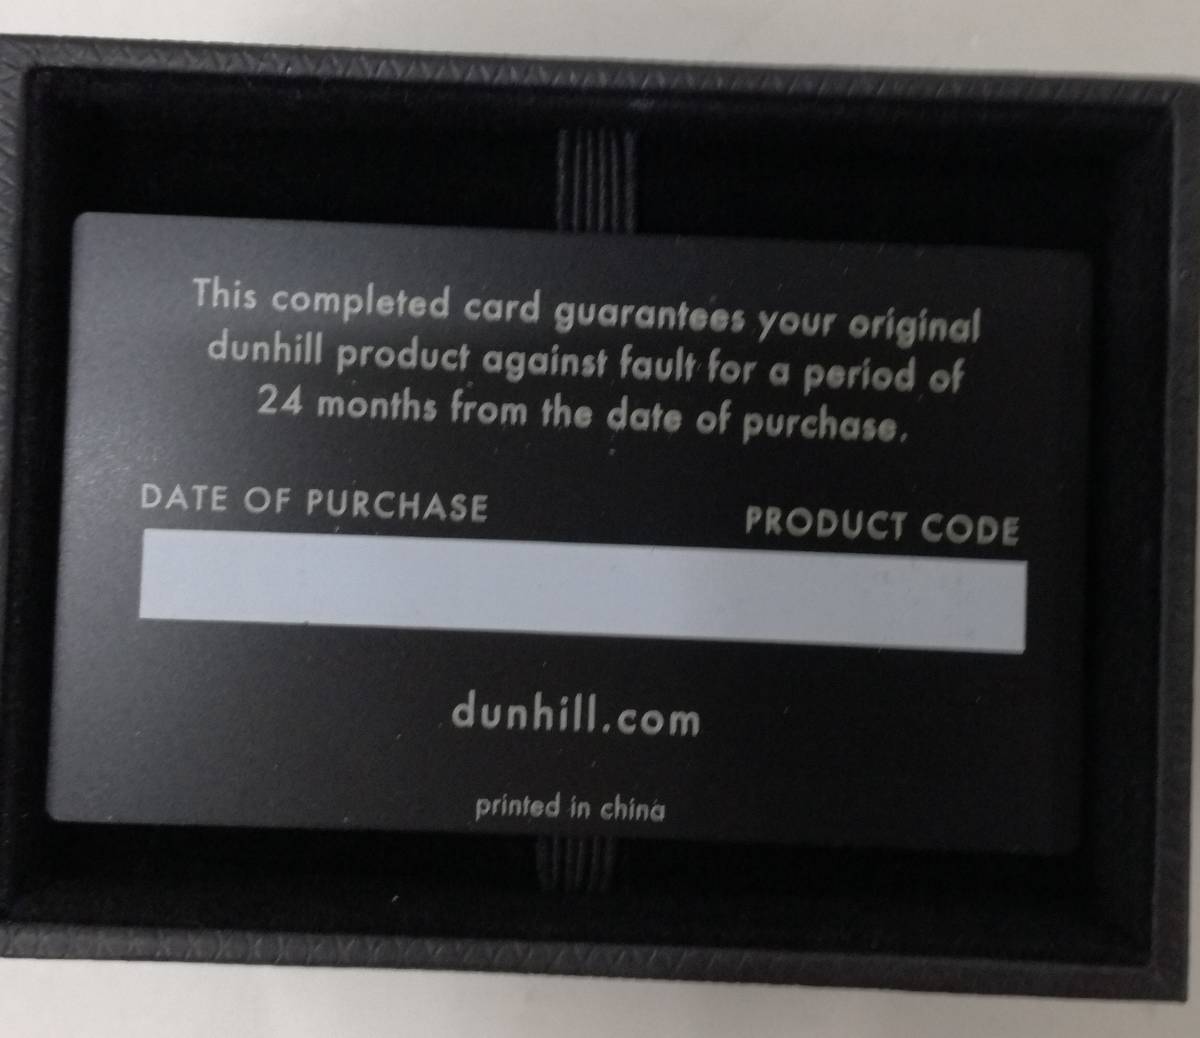 This completed card guarantees your original
dunhill product against fault for a period of
24 months from the date of purchase.
DATE OF PURCHASE PRODUCT CODE
dunhill.com
printed in china